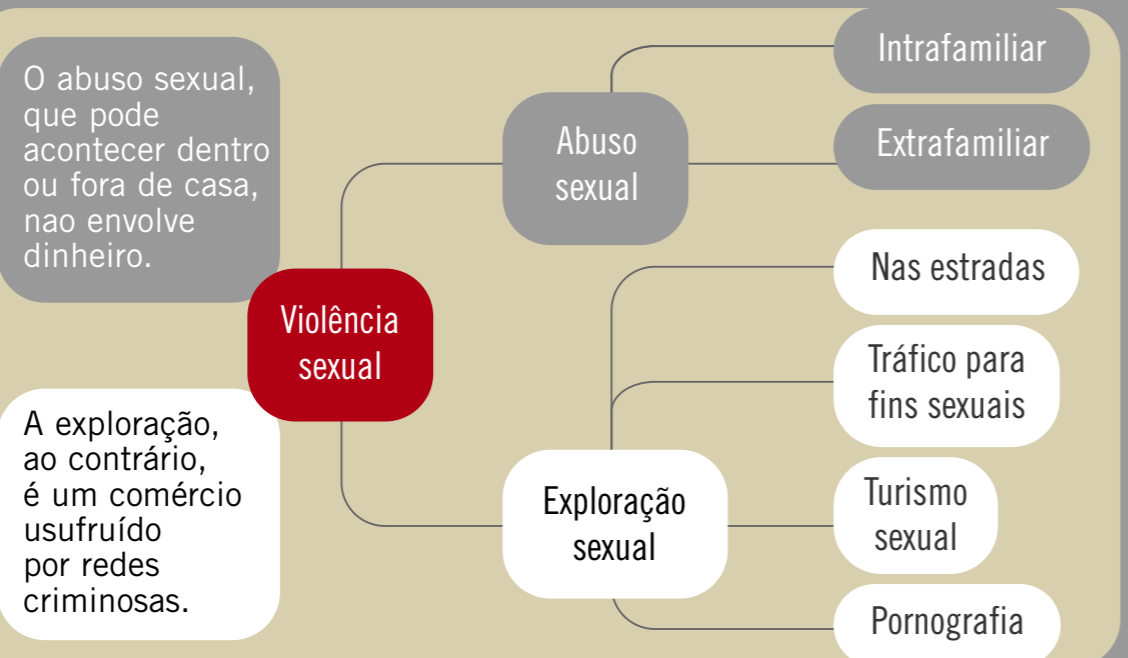 O abuso sexual,
que pode
acontecer dentro
ou fora de casa,
nao envolve
dinheiro.
A exploração,
ao contrário,
é um comércio
usufruído
por redes
criminosas.
Violência
sexual
Abuso
sexual
Intrafamiliar
Extrafamiliar
Exploração
sexual
Nas estradas
Tráfico para
fins sexuais
Turismo
sexual
Pornografia